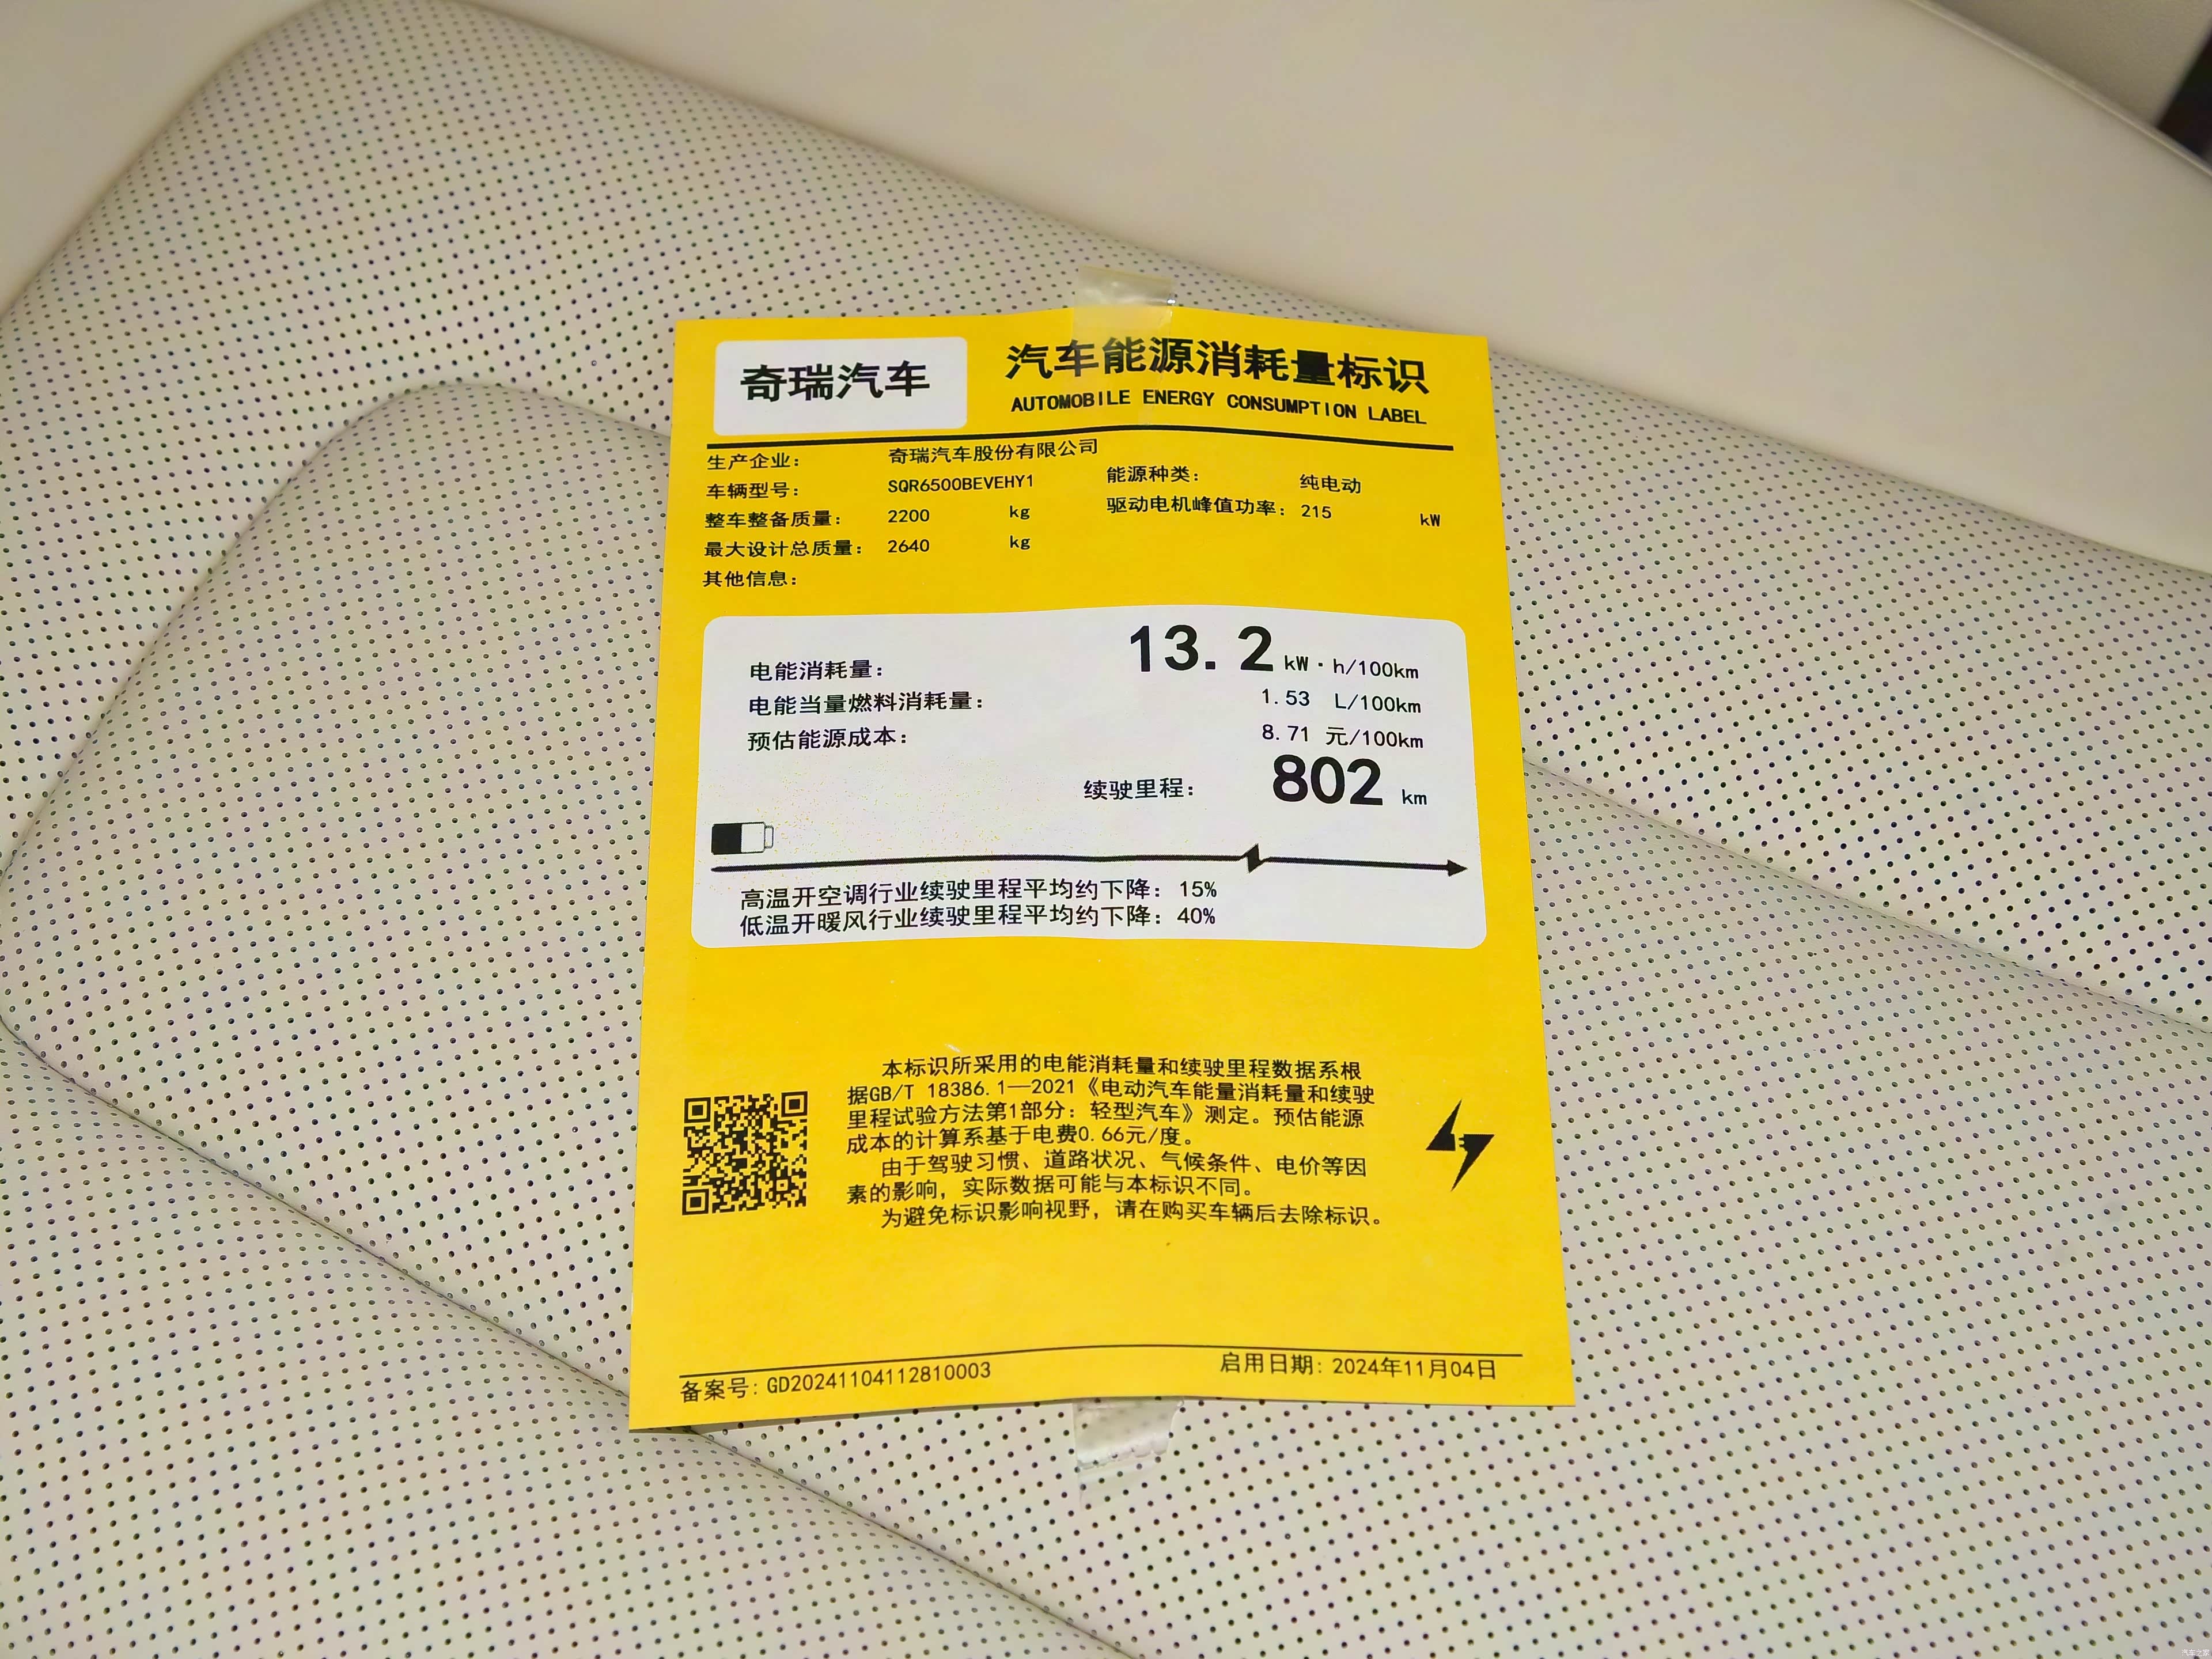 奇瑞汽车
汽车能源消耗量标识
AUTOMOBILE ENERGY CONSUMPTION LABEL
生产企业： 奇瑞汽车股份有限公司
车辆型号： SQR6500BEVEHY1 能源种类： 纯电动
整车整备质量： 2200 kg 驱动电机峰值功率： 215 kW
最大设计总质量： 2640 kg
其他信息：
电能消耗量： 13.2 kW·h/100km
电能当量燃料消耗量： 1.53 L/100km
预估能源成本： 8.71 元/100km
续驶里程： 802 km
高温开空调行业续驶里程平均约下降： 15%
低温开暖风行业续驶里程平均约下降： 40%
本标识所采用的电能消耗量和续驶里程数据系根
据GB/T 18386.1—2021《电动汽车能量消耗量和续驶
里程试验方法第1部分：轻型汽车》测定。预估能源
成本的计算系基于电费0.66元/度。
由于驾驶习惯、道路状况、气候条件、电价等因
素的影响，实际数据可能与本标识不同。
为避免标识影响视野，请在购买车辆后去除标识。
备案号：GD20241104112810003 启用日期：2024年11月04日
汽车之家